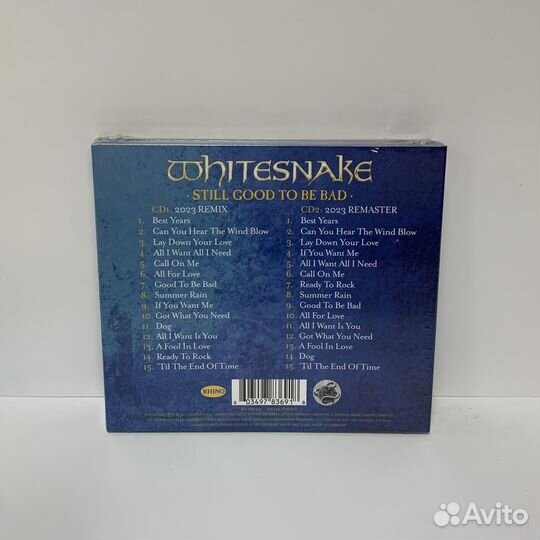 WHITESNAKE
· STILL GOOD TO BE BAD ·
CD1: 2023 REMIX
1. Best Years
2. Can You Hear The Wind Blow
3. Lay Down Your Love
4. All I Want All I Need
5. Call On Me
6. All For Love
7. Good To Be Bad
8. Summer Rain
9. If You Want Me
10. Got What You Need
11. Dog
12. All I Want Is You
13. A Fool In Love
14. Ready To Rock
15. 'Til The End Of Time
CD2: 2023 REMASTER
1. Best Years
2. Can You Hear The Wind Blow
3. Lay Down Your Love
4. If You Want Me
5. All I Want All I Need
6. Call On Me
7. Ready To Rock
8. Summer Rain
9. Good To Be Bad
10. All For Love
11. All I Want Is You
12. Got What You Need
13. A Fool In Love
14. Dog
15. 'Til The End Of Time
RHINO
6 03497 83691 8
Avito